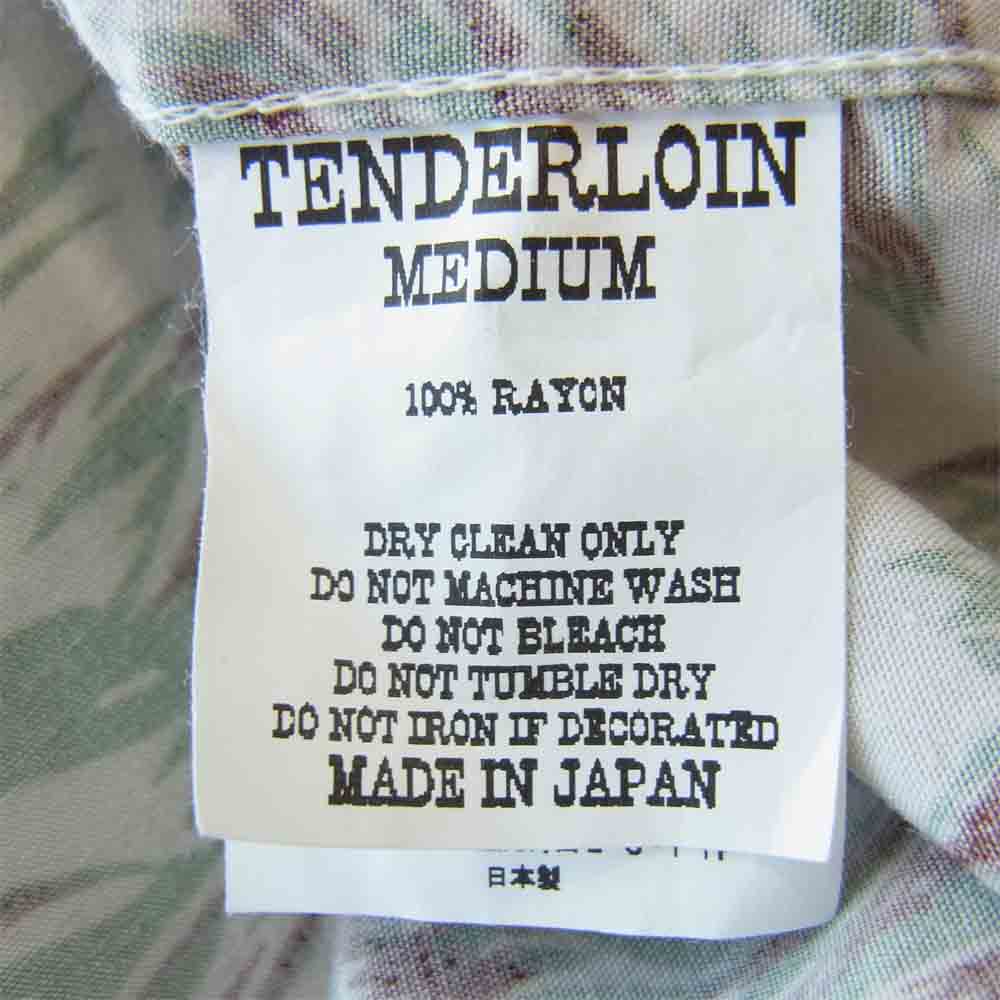 TENDERLOIN
MEDIUM
100% RAYON
DRY CLEAN ONLY
DO NOT MACHINE WASH
DO NOT BLEACH
DO NOT TUMBLE DRY
DO NOT IRON IF DECORATED
MADE IN JAPAN
日本製